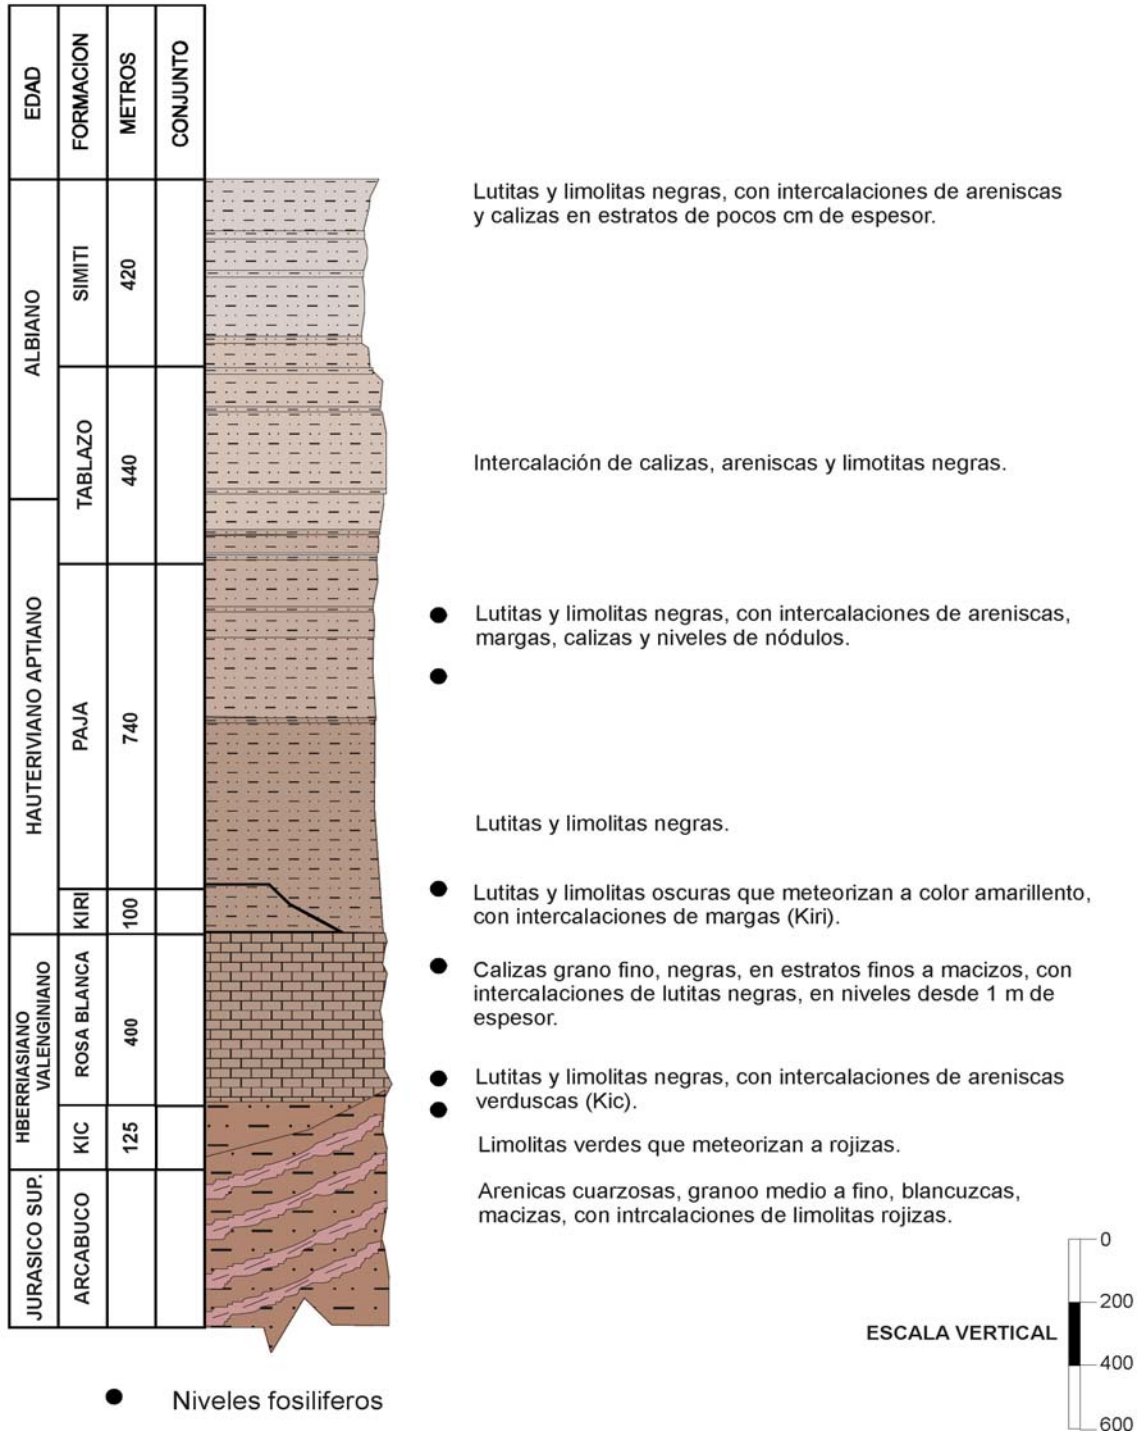 EDAD
FORMACION
METROS
CONJUNTO
ALBIANO
HAUTERIVIANO APTIANO
HBERRIASIANO
VALENGINIANO
JURASICO SUP.
SIMITI
420
TABLAZO
440
PAJA
740
KIRI
100
ROSA BLANCA
400
KIC
125
ARCABUCO
Lutitas y limolitas negras, con intercalaciones de areniscas
y calizas en estratos de pocos cm de espesor.
Intercalación de calizas, areniscas y limotitas negras.
Lutitas y limolitas negras, con intercalaciones de areniscas,
margas, calizas y niveles de nódulos.
Lutitas y limolitas negras.
Lutitas y limolitas oscuras que meteorizan a color amarillento,
con intercalaciones de margas (Kiri).
Calizas grano fino, negras, en estratos finos a macizos, con
intercalaciones de lutitas negras, en niveles desde 1 m de
espesor.
Lutitas y limolitas negras, con intercalaciones de areniscas
verduscas (Kic).
Limolitas verdes que meteorizan a rojizas.
Arenicas cuarzosas, granoo medio a fino, blancuzcas,
macizas, con intrcalaciones de limolitas rojizas.
ESCALA VERTICAL
0
200
400
600
Niveles fosiliferos